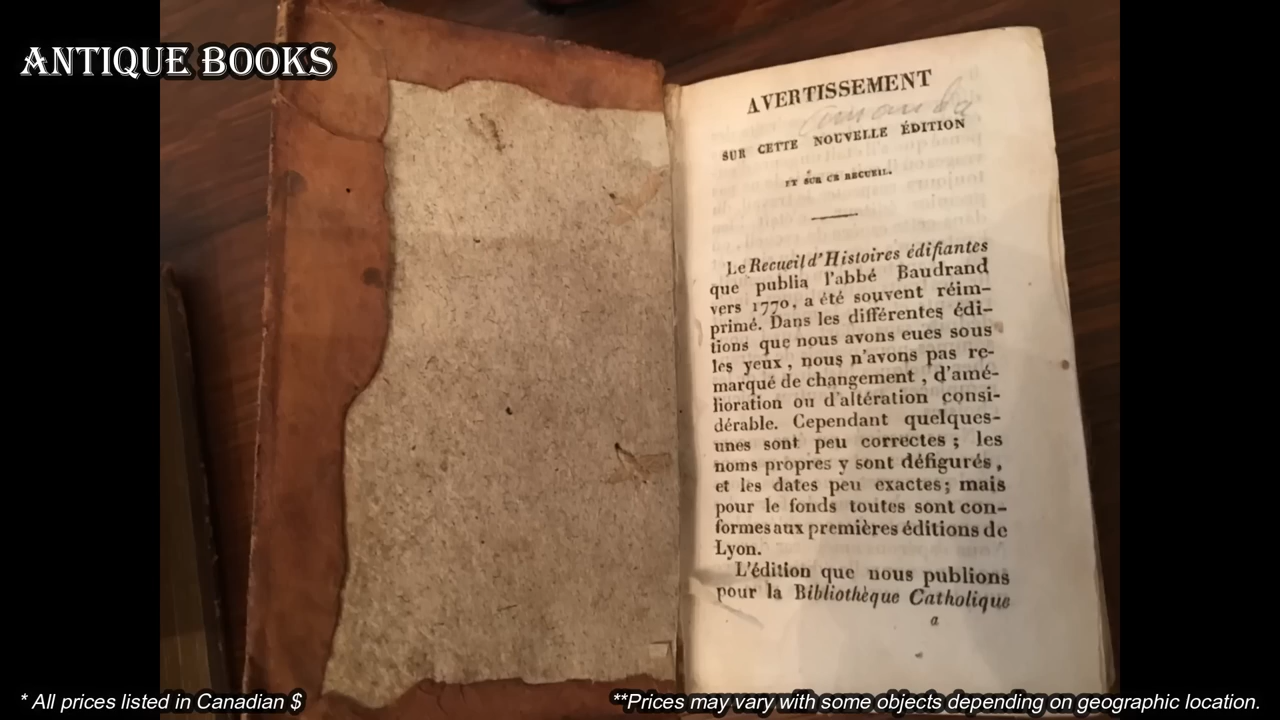 ANTIQUE BOOKS
AVERTISSEMENT
SUR CETTE NOUVELLE ÉDITION
ET SUR CE RECUEIL.
Le Recueil d'Histoires édifiantes
que publia l'abbé Baudrand
vers 1770, a été souvent réim-
primé. Dans les différentes édi-
tions que nous avons eues sous
les yeux, nous n'avons pas re-
marqué de changement, d'amé-
lioration ou d'altération consi-
dérable. Cependant quelques-
unes sont peu correctes; les
noms propres y sont défigurés,
et les dates peu exactes; mais
pour le fonds toutes sont con-
formes aux premières éditions de
Lyon.
L'édition que nous publions
pour la Bibliothèque Catholique
a
* All prices listed in Canadian $
**Prices may vary with some objects depending on geographic location.